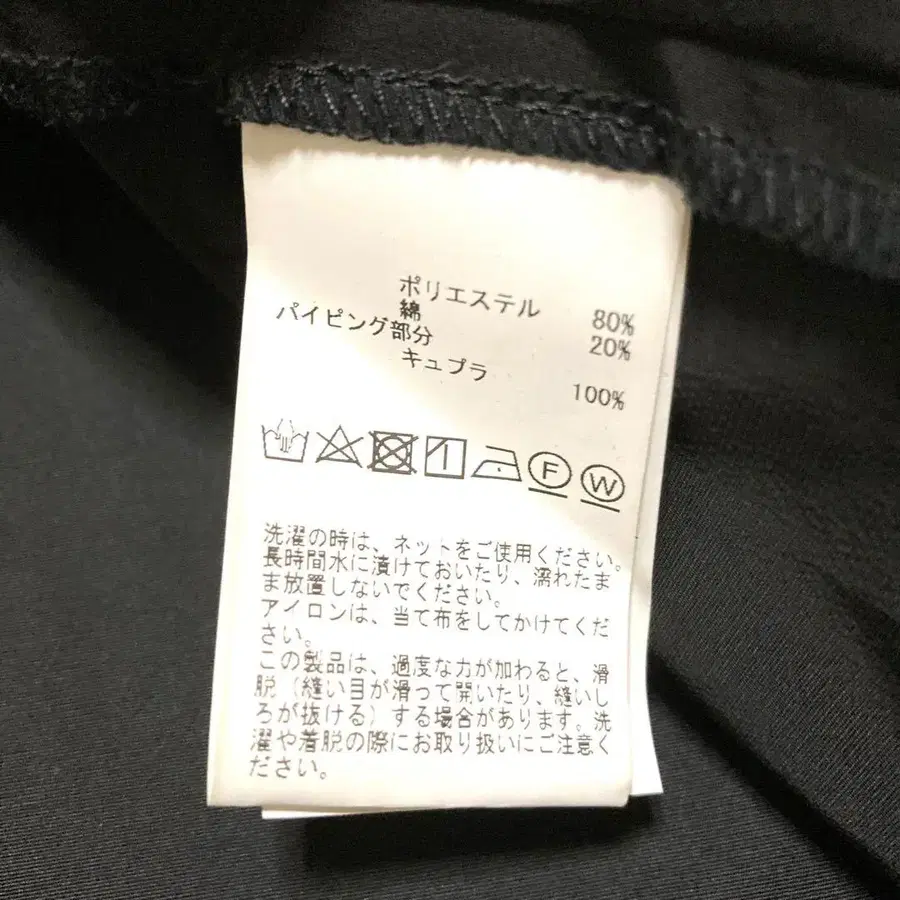 ポリエステル 80%
綿 20%
パイピング部分
キュプラ 100%
F W
洗濯の時は、ネットをご使用ください。
長時間水に漬けておいたり、濡れたま
ま放置しないでください。
アイロンは、当て布をしてかけてくだ
さい。
この製品は、過度な力が加わると、滑
脱（縫い目が滑って開いたり、縫いし
ろが抜ける）する場合があります。洗
濯や着脱の際にお取り扱いにご注意く
ださい。